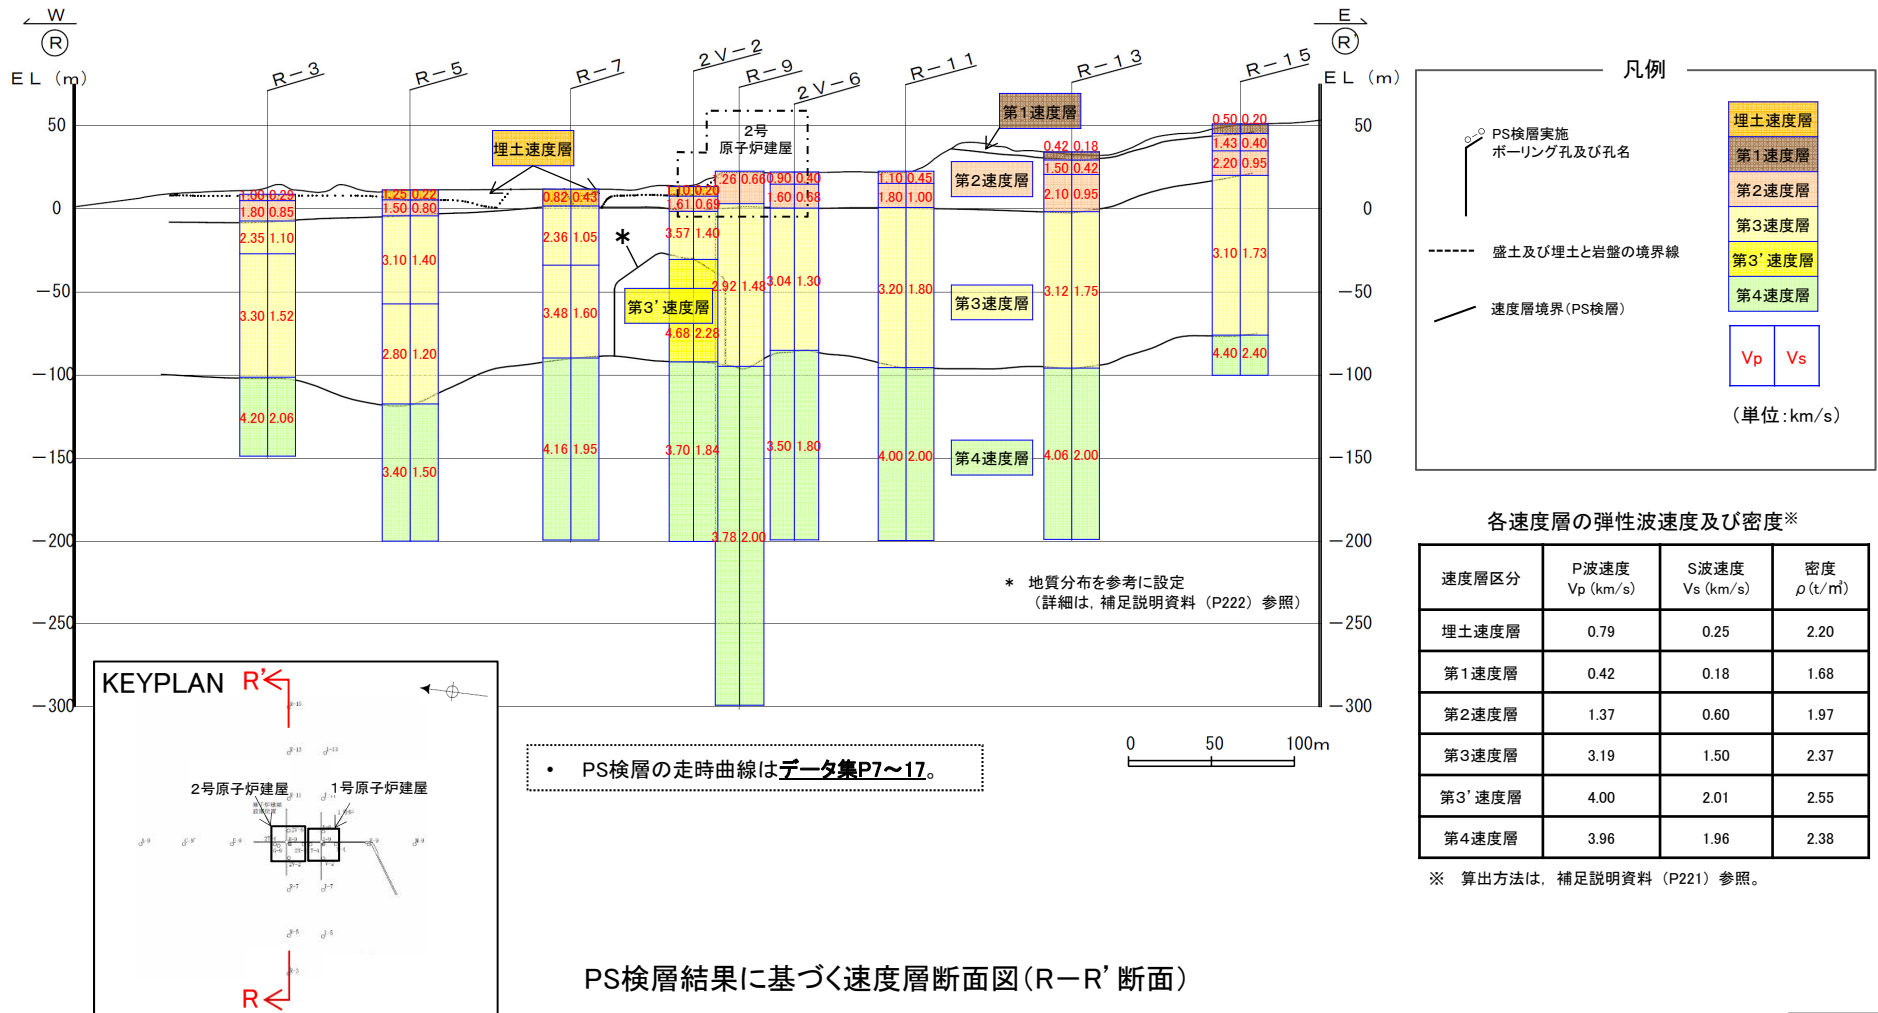 W
E
R
R'
EL (m)
EL (m)
R-3
R-5
R-7
2V-2
R-9
2V-6
R-11
R-13
R-15
50
0
-50
-100
-150
-200
-250
-300
50
0
-50
-100
-150
-200
-250
-300
埋土速度層
2号
原子炉建屋
第1速度層
第2速度層
第3速度層
第3'速度層
第4速度層
*
1.00 0.29
1.80 0.85
2.35 1.10
3.30 1.52
4.20 2.06
1.25 0.22
1.50 0.80
3.10 1.40
2.80 1.20
3.40 1.50
0.82 0.43
2.36 1.05
3.48 1.60
4.16 1.95
0.20
1.61 0.69
3.57 1.40
4.68 2.28
3.70 1.84
1.26 0.66
2.92 1.48
3.78 2.00
0.90 0.40
1.60 0.68
3.04 1.30
3.50 1.80
1.10 0.45
1.80 1.00
3.20 1.80
4.00 2.00
0.42 0.18
1.50 0.42
2.10 0.95
3.12 1.75
4.06 2.00
0.50 0.20
1.43 0.40
2.20 0.95
3.10 1.73
4.40 2.40
* 地質分布を参考に設定
(詳細は, 補足説明資料 (P222) 参照)
凡例
PS検層実施
ボーリング孔及び孔名
盛土及び埋土と岩盤の境界線
速度層境界(PS検層)
埋土速度層
第1速度層
第2速度層
第3速度層
第3'速度層
第4速度層
Vp Vs
(単位:km/s)
各速度層の弾性波速度及び密度※
速度層区分 P波速度 Vp (km/s) S波速度 Vs (km/s) 密度 ρ(t/㎥)
埋土速度層 0.79 0.25 2.20
第1速度層 0.42 0.18 1.68
第2速度層 1.37 0.60 1.97
第3速度層 3.19 1.50 2.37
第3'速度層 4.00 2.01 2.55
第4速度層 3.96 1.96 2.38
※ 算出方法は, 補足説明資料 (P221) 参照。
KEYPLAN
R'
2号原子炉建屋
1号原子炉建屋
R
・ PS検層の走時曲線はデータ集P7～17。
0 50 100m
PS検層結果に基づく速度層断面図(R－R'断面)